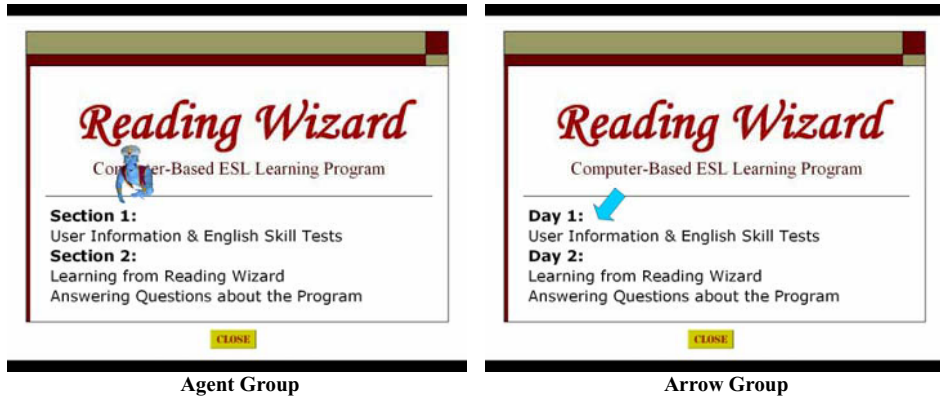 Reading Wizard
Computer-Based ESL Learning Program
Section 1:
User Information & English Skill Tests
Section 2:
Learning from Reading Wizard
Answering Questions about the Program
CLOSE
Agent Group
Reading Wizard
Computer-Based ESL Learning Program
Day 1:
User Information & English Skill Tests
Day 2:
Learning from Reading Wizard
Answering Questions about the Program
CLOSE
Arrow Group